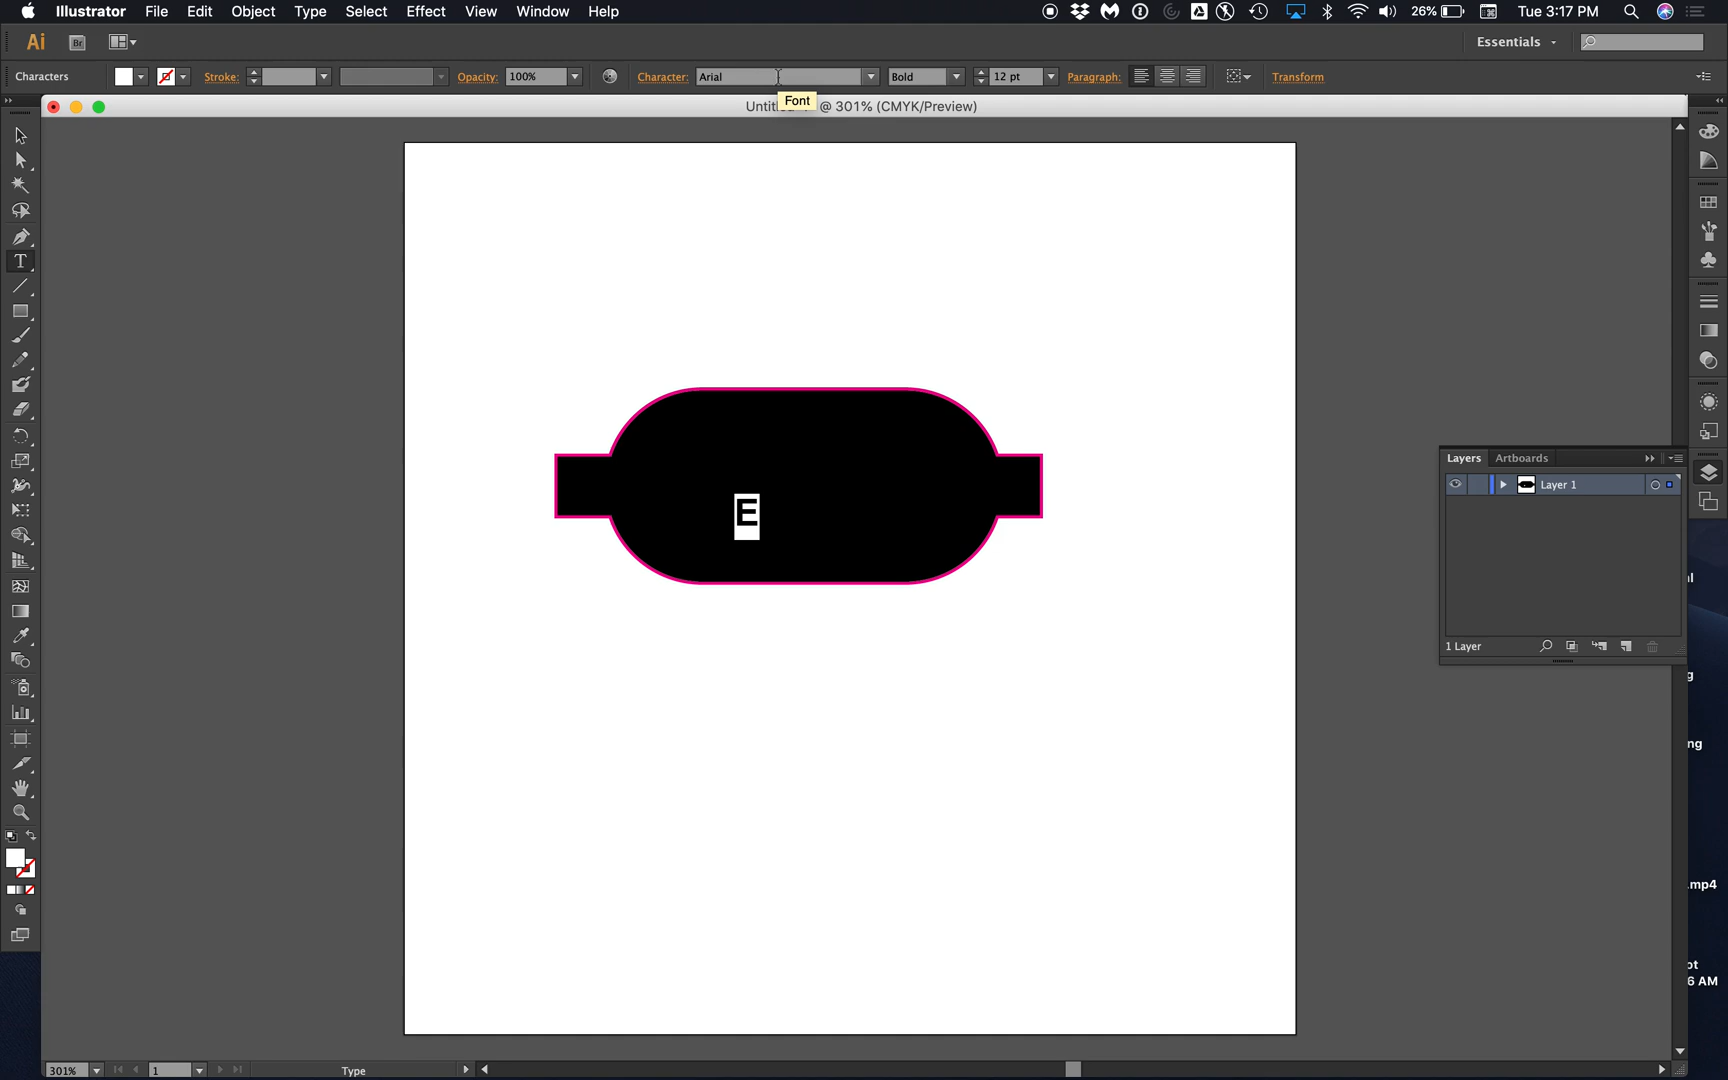 Illustrator File Edit Object Type Select Effect View Window Help 26% Tue 3:17 PM
Ai Br Essentials
Characters Stroke: Opacity: 100% Character: Arial Bold 12 pt Paragraph: Transform
Font
@ 301% (CMYK/Preview)
T
Layers Artboards
Layer 1
E
1 Layer
.mp4
6 AM
301% 1 Type